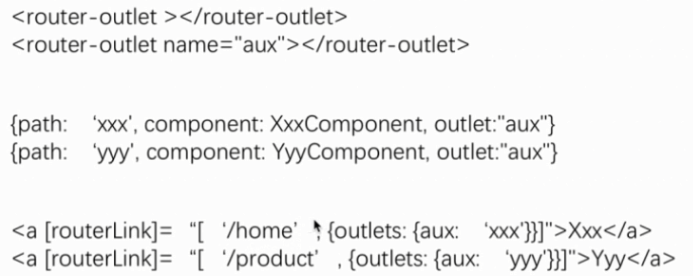 <router-outlet ></router-outlet>
<router-outlet name="aux"></router-outlet>
{path: 'xxx', component: XxxComponent, outlet:"aux"}
{path: 'yyy', component: YyyComponent, outlet:"aux"}
<a [routerLink]= "[ '/home' , {outlets: {aux: 'xxx'}}]">Xxx</a>
<a [routerLink]= "[ '/product' , {outlets: {aux: 'yyy'}}]">Yyy</a>